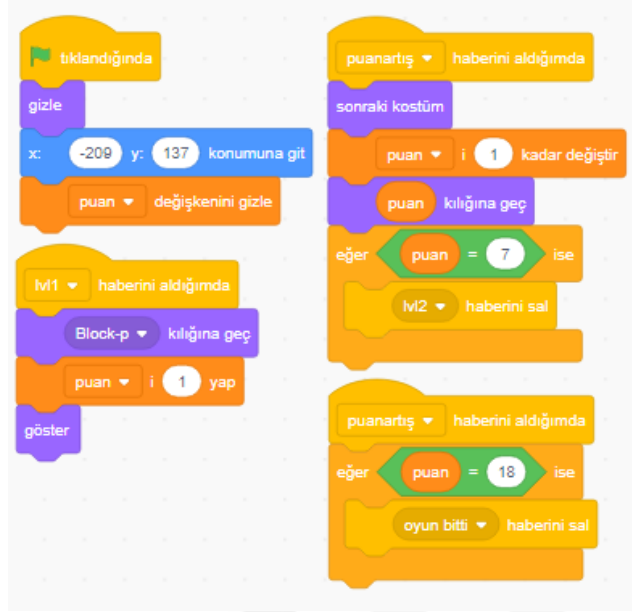 tıklandığında
gizle
x: -209 y: 137 konumuna git
puan değişkenini gizle
lvl1 haberini aldığımda
Block-p kılığına geç
puan i 1 yap
göster
puanartış haberini aldığımda
sonraki kostüm
puan i 1 kadar değiştir
puan kılığına geç
eğer puan = 7 ise
lvl2 haberini sal
puanartış haberini aldığımda
eğer puan = 18 ise
oyun bitti haberini sal